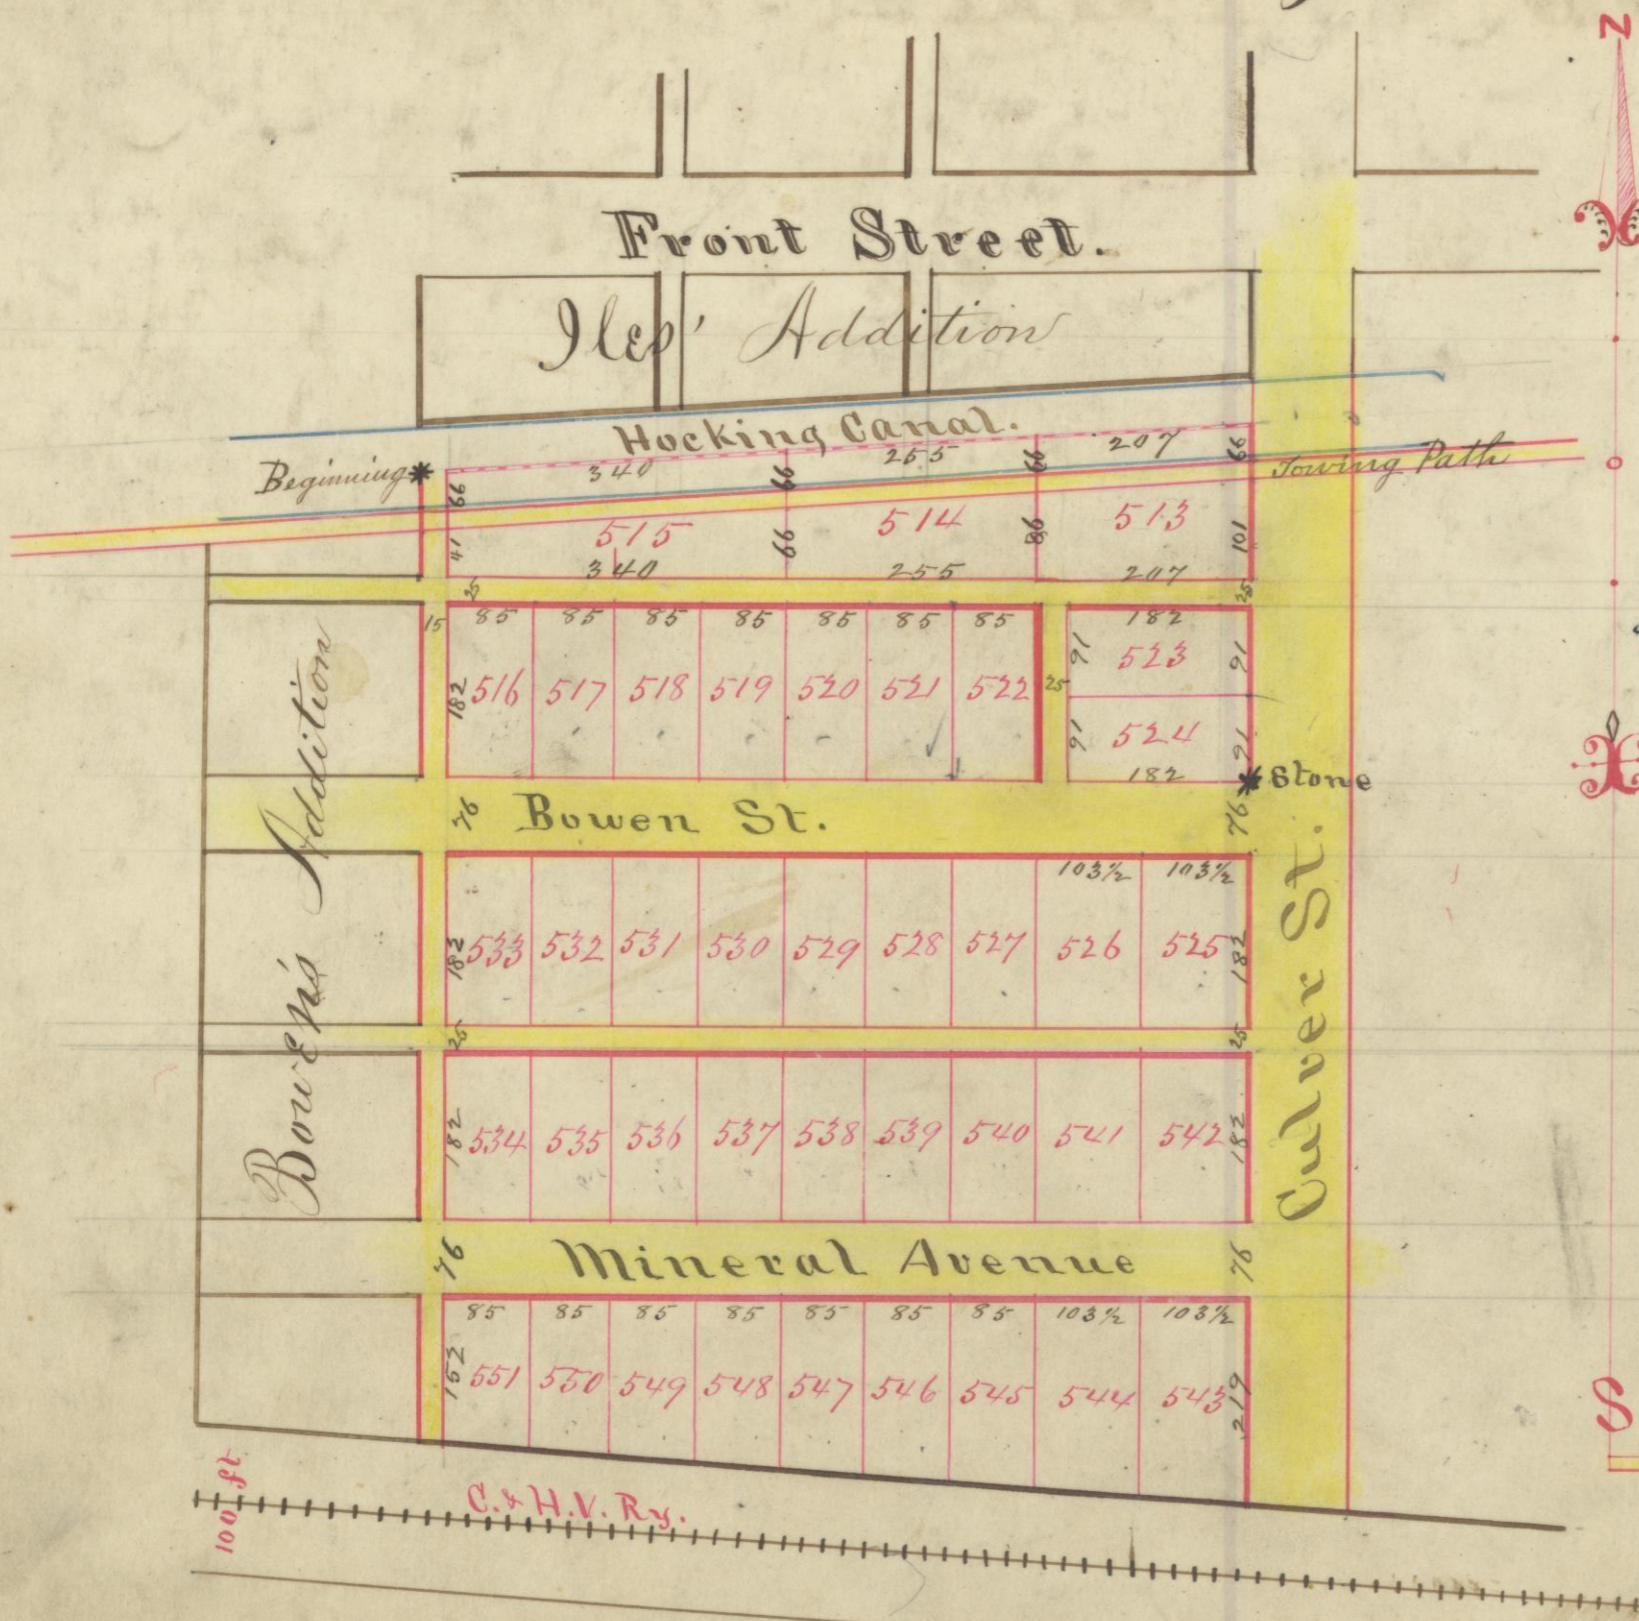 N
Front Street.
Iles' Addition
Hocking Canal.
Beginning
340 255 207
66 66 66 66
Towing Path
515 514 513
41 66 86 101
340 255 207
25 25
15 85 85 85 85 85 85 85 182
91 523 91
182 516 517 518 519 520 521 522 25
91 524 91
182
Stone
76 Bowen St. 76
Bowen's Addition
Culver St.
103½ 103½
182 533 532 531 530 529 528 527 526 525 182
25 25
182 534 535 536 537 538 539 540 541 542 182
76 Mineral Avenue 76
85 85 85 85 85 85 85 103½ 103½
152 551 550 549 548 547 546 545 544 543 219
S
100 ft
C. & H.V. Ry.